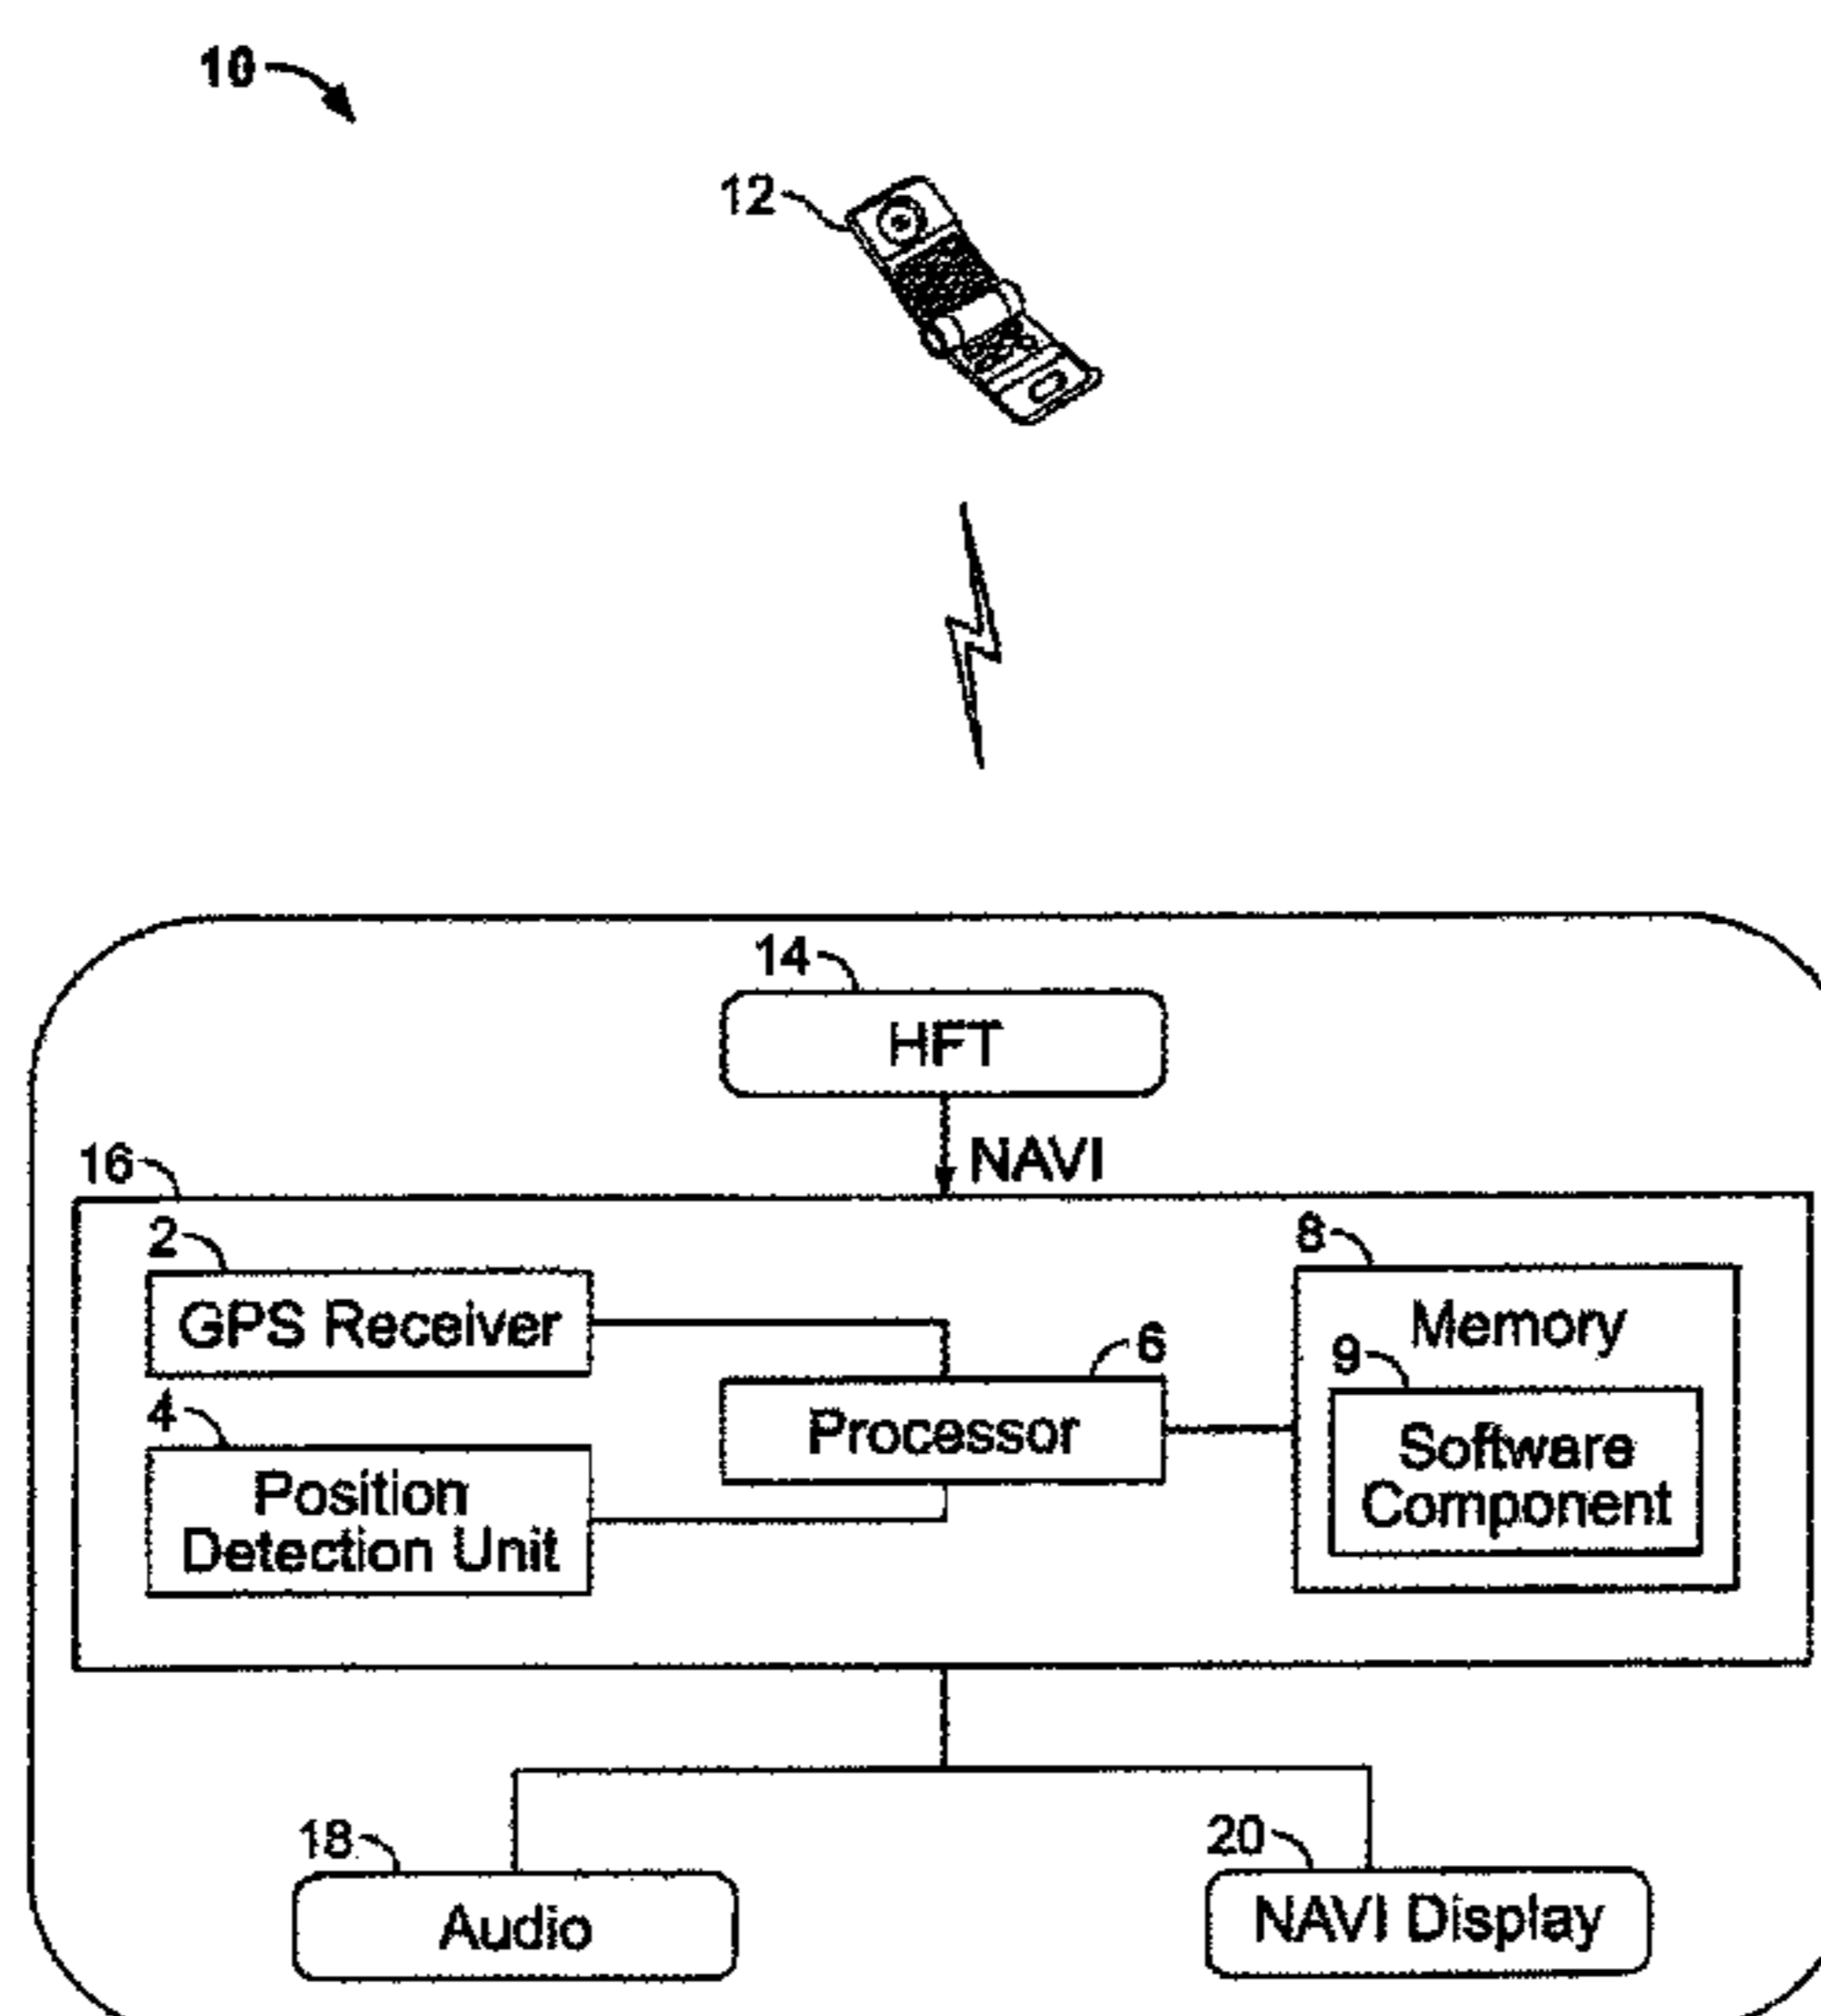 10
12
14
HFT
NAVI
16
2
GPS Receiver
4
Position
Detection Unit
6
Processor
8
Memory
9
Software
Component
18
Audio
20
NAVI Display